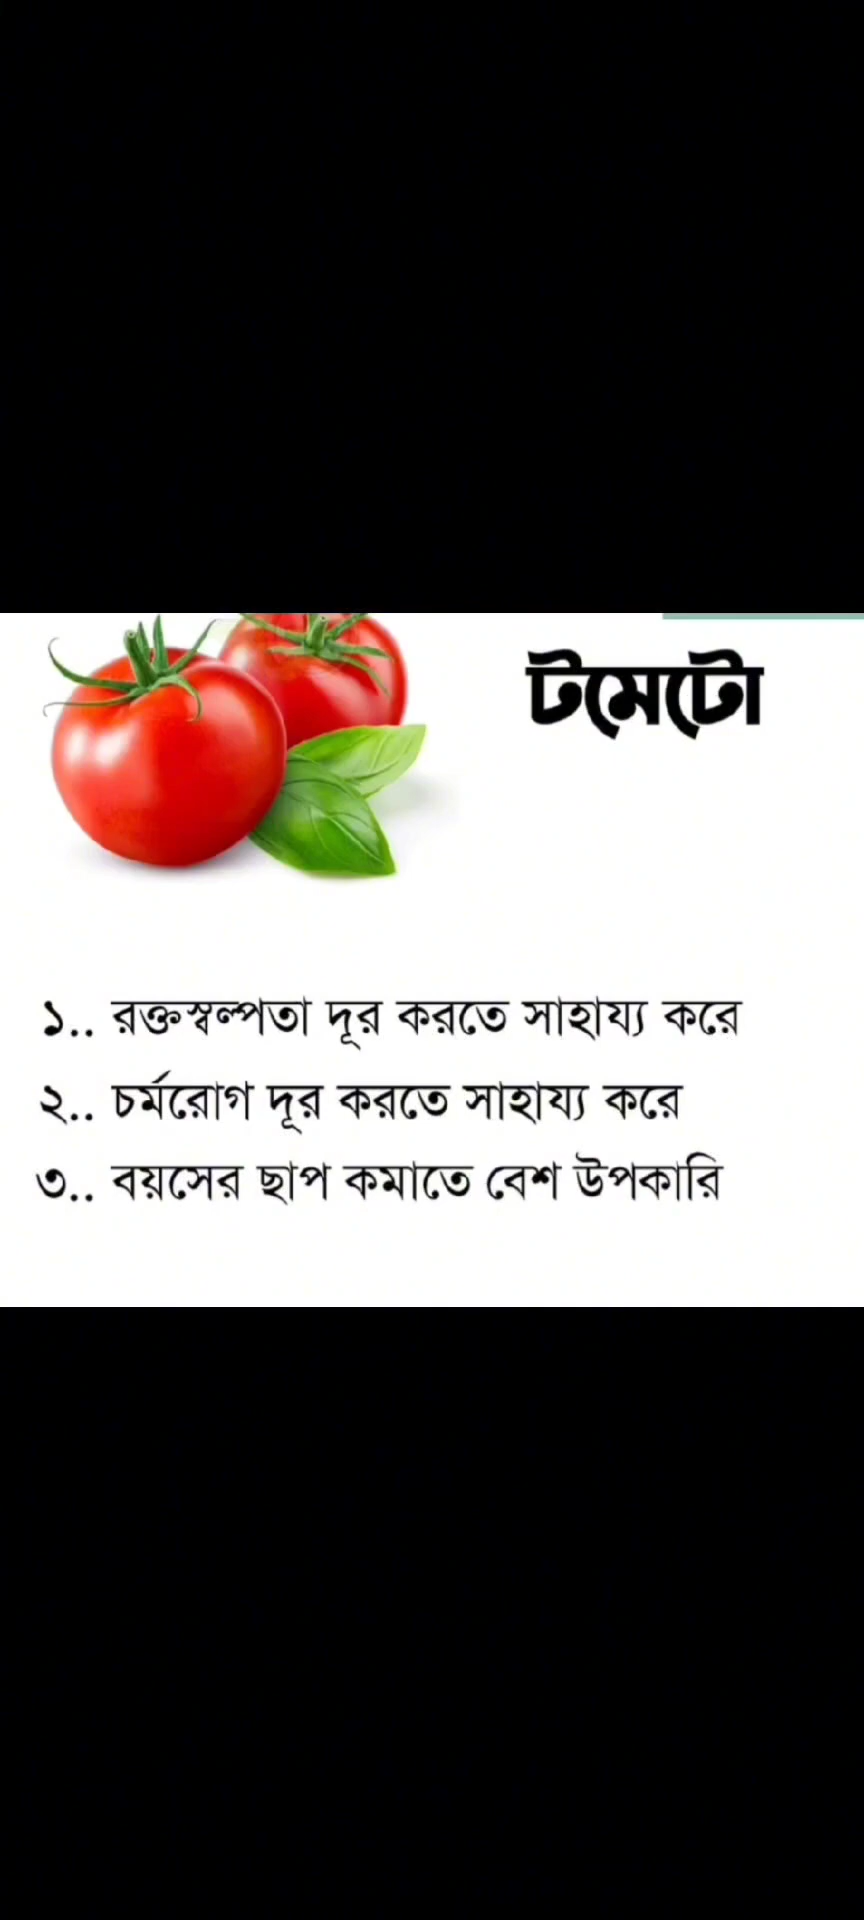 টমেটো
১.. রক্তস্বল্পতা দূর করতে সাহায্য করে
২.. চর্মরোগ দূর করতে সাহায্য করে
৩.. বয়সের ছাপ কমাতে বেশ উপকারি